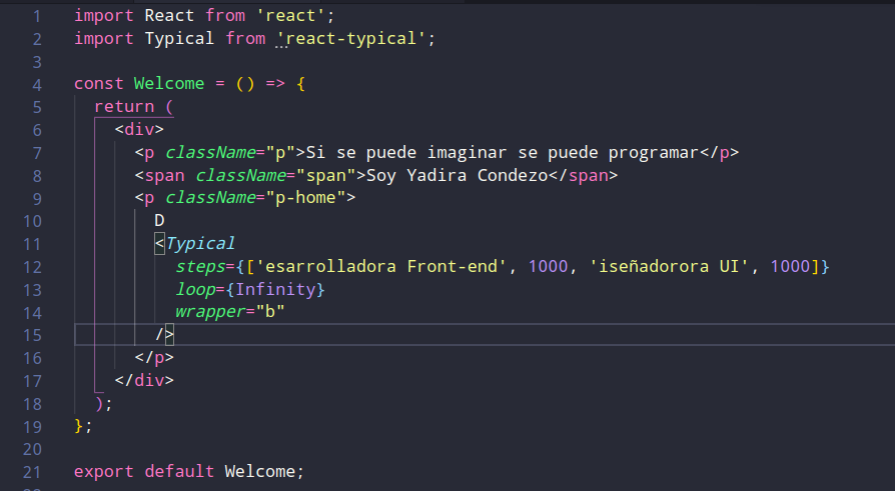 1 import React from 'react';
2 import Typical from 'react-typical';
3
4 const Welcome = () => {
5 return (
6 <div>
7 <p className="p">Si se puede imaginar se puede programar</p>
8 <span className="span">Soy Yadira Condezo</span>
9 <p className="p-home">
10 D
11 <Typical
12 steps={['esarrolladora Front-end', 1000, 'iseñadorora UI', 1000]}
13 loop={Infinity}
14 wrapper="b"
15 />
16 </p>
17 </div>
18 );
19 };
20
21 export default Welcome;